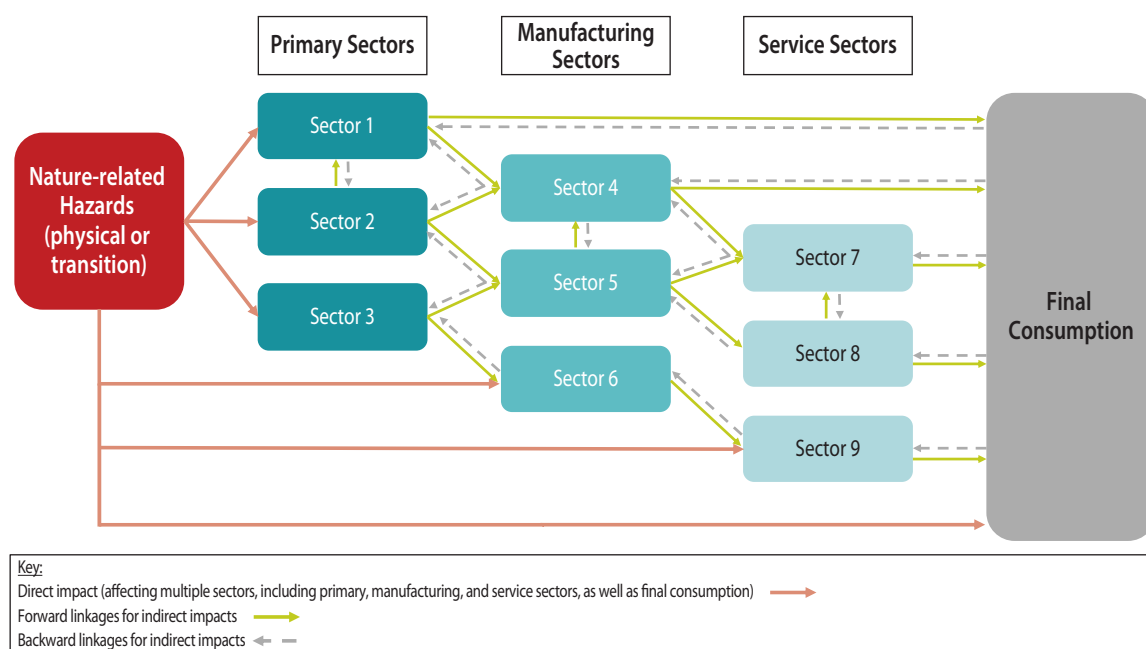 Primary Sectors
Manufacturing
Sectors
Service Sectors
Nature-related
Hazards
(physical or
transition)
Sector 1
Sector 2
Sector 3
Sector 4
Sector 5
Sector 6
Sector 7
Sector 8
Sector 9
Final
Consumption
Key:
Direct impact (affecting multiple sectors, including primary, manufacturing, and service sectors, as well as final consumption)
Forward linkages for indirect impacts
Backward linkages for indirect impacts